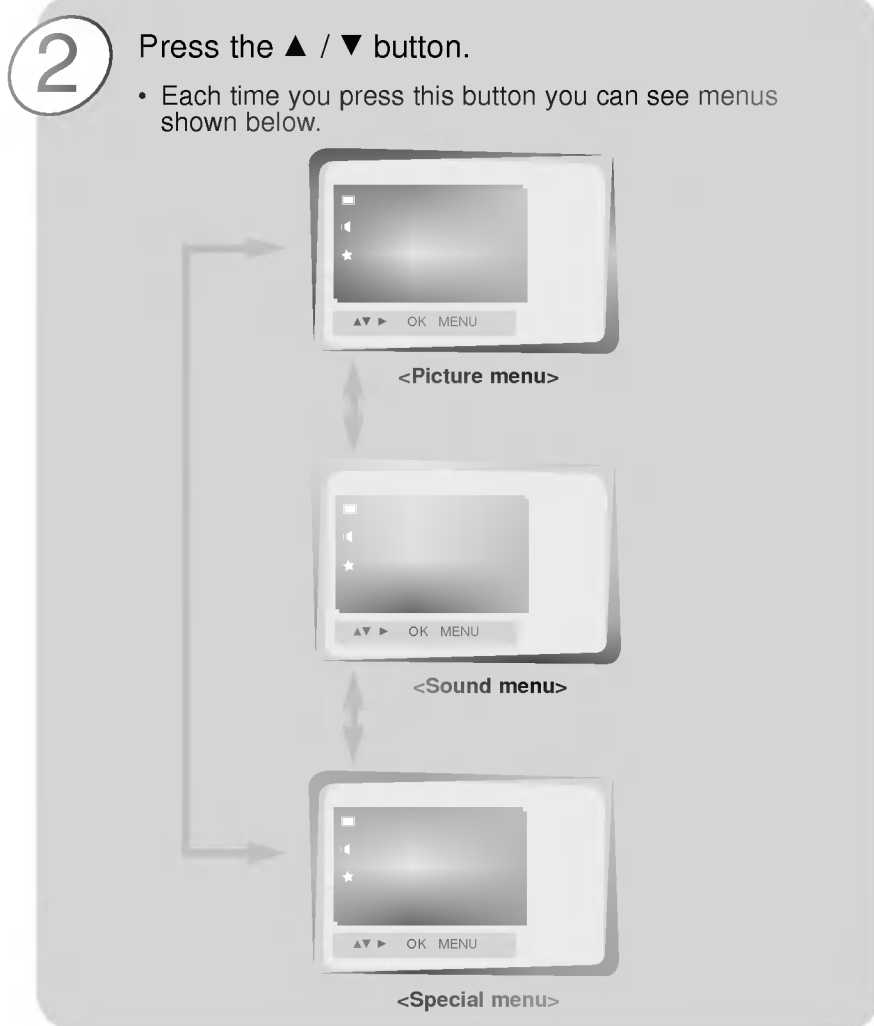 2
Press the ▲ / ▼ button.
• Each time you press this button you can see menus
shown below.
▲▼ ► OK MENU
<Picture menu>
▲▼ ► OK MENU
<Sound menu>
▲▼ ► OK MENU
<Special menu>